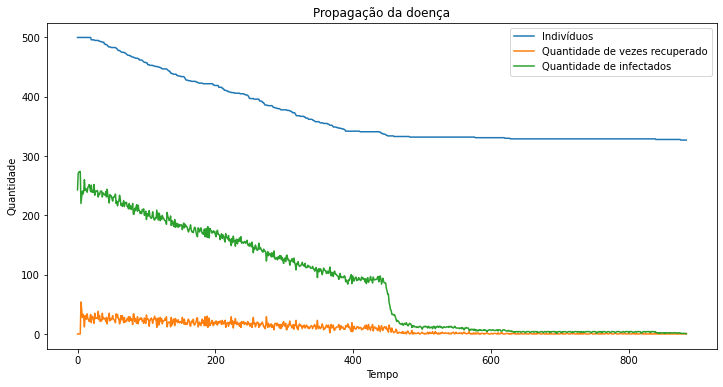 Propagação da doença
Indivíduos
Quantidade de vezes recuperado
Quantidade de infectados
Quantidade
500
400
300
200
100
0
0
200
400
600
800
Tempo